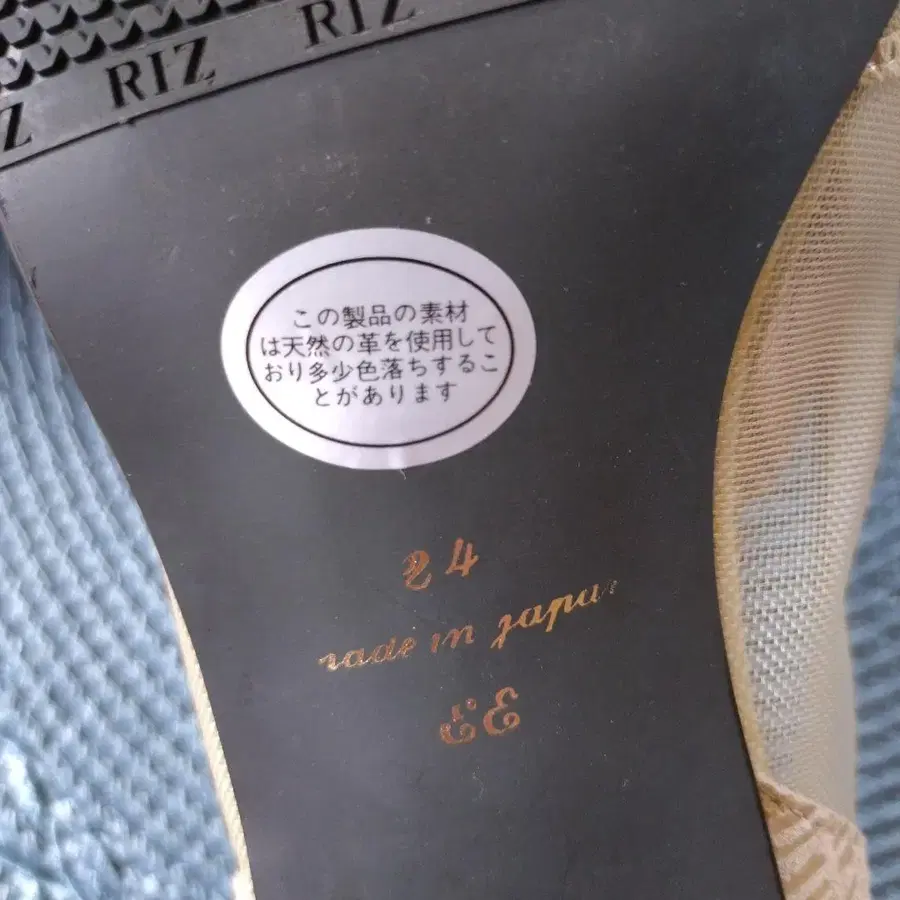 RIZ
RIZ
この製品の素材
は天然の革を使用して
おり多少色落ちするこ
とがあります
24
made in japan
EE